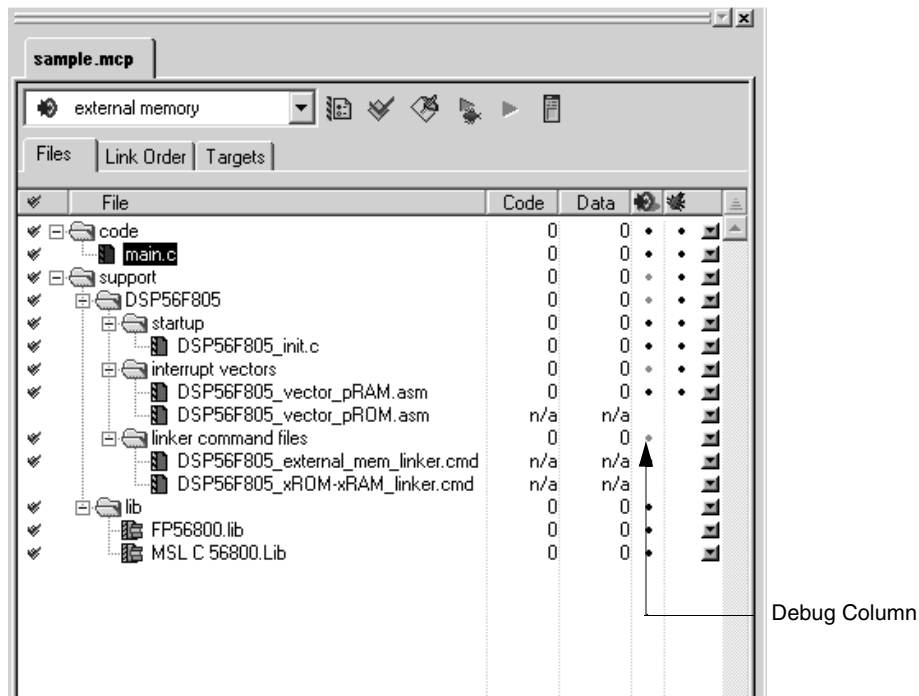 sample.mcp
external memory
Files Link Order Targets
File Code Data
code 0 0
main.c 0 0
support 0 0
DSP56F805 0 0
startup 0 0
DSP56F805_init.c 0 0
interrupt vectors 0 0
DSP56F805_vector_pRAM.asm 0 0
DSP56F805_vector_pROM.asm n/a n/a
linker command files 0 0
DSP56F805_external_mem_linker.cmd n/a n/a
DSP56F805_xROM-xRAM_linker.cmd n/a n/a
lib 0 0
FP56800.lib 0 0
MSL C 56800.Lib 0 0
Debug Column